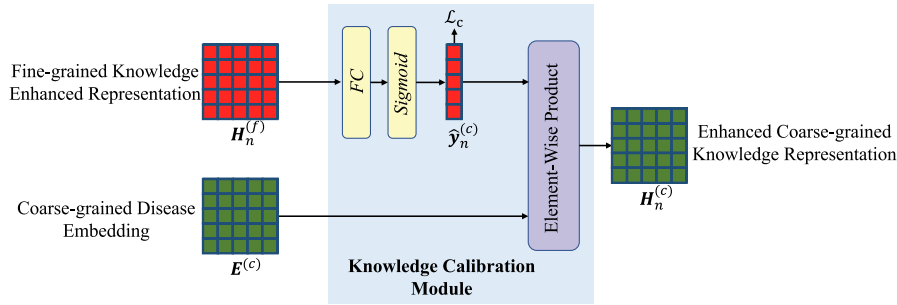 Fine-grained Knowledge
Enhanced Representation
H_n^(f)
FC
Sigmoid
ℒ_c
ŷ_n^(c)
Element-Wise Product
Enhanced Coarse-grained
Knowledge Representation
H_n^(c)
Coarse-grained Disease
Embedding
E^(c)
Knowledge Calibration
Module